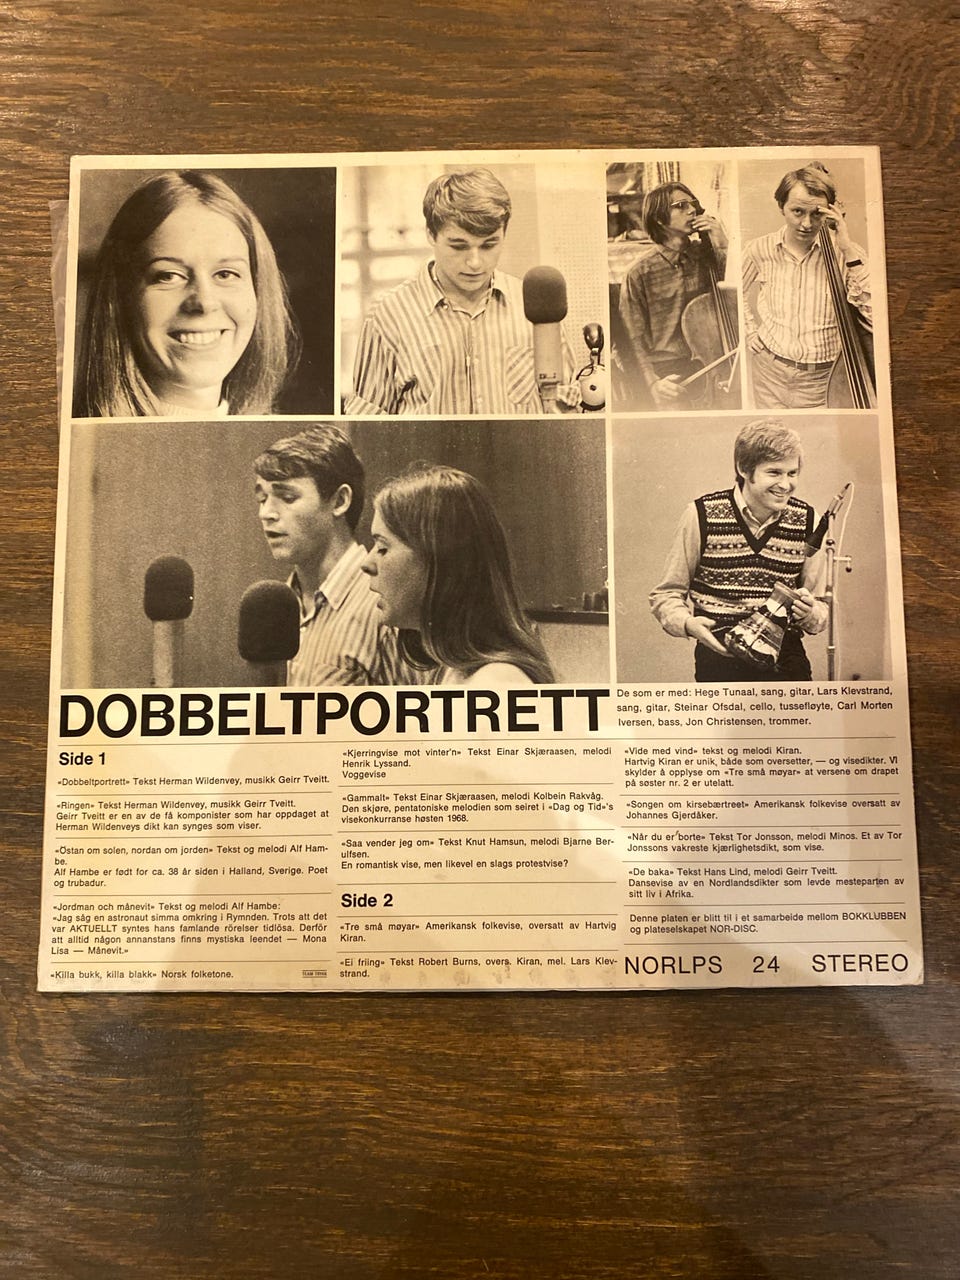 DOBBELTPORTRETT
De som er med: Hege Tunaal, sang, gitar, Lars Klevstrand,
sang, gitar, Steinar Ofsdal, cello, tussefløyte, Carl Morten
Iversen, bass, Jon Christensen, trommer.
Side 1
«Dobbeltportrett» Tekst Herman Wildenvey, musikk Geirr Tveitt.
«Ringen» Tekst Herman Wildenvey, musikk Geirr Tveitt.
Geirr Tveitt er en av de få komponister som har oppdaget at
Herman Wildenveys dikt kan synges som viser.
«Östan om solen, nordan om jorden» Tekst og melodi Alf Ham-
be.
Alf Hambe er født for ca. 38 år siden i Halland, Sverige. Poet
og trubadur.
«Jordman och månevit» Tekst og melodi Alf Hambe:
«Jag såg en astronaut simma omkring i Rymnden. Trots att det
var AKTUELLT syntes hans famlande rörelser tidlösa. Derför
att alltid någon annanstans finns mystiska leendet — Mona
Lisa — Månevit.»
«Killa bukk, killa blakk» Norsk folketone.
«Kjerringvise mot vinter'n» Tekst Einar Skjæraasen, melodi
Henrik Lyssand.
Voggevise
«Gammalt» Tekst Einar Skjæraasen, melodi Kolbein Rakvåg.
Den skjøre, pentatoniske melodien som seiret i «Dag og Tid»'s
visekonkurranse høsten 1968.
«Saa vender jeg om» Tekst Knut Hamsun, melodi Bjarne Ber-
ulfsen.
En romantisk vise, men likevel en slags protestvise?
Side 2
«Tre små møyar» Amerikansk folkevise, oversatt av Hartvig
Kiran.
«Ei friing» Tekst Robert Burns, overs. Kiran, mel. Lars Klev-
strand.
«Vide med vind» tekst og melodi Kiran.
Hartvig Kiran er unik, både som oversetter, — og visedikter. Vi
skylder å opplyse om «Tre små møyar» at versene om drapet
på søster nr. 2 er utelatt.
«Songen om kirsebærtreet» Amerikansk folkevise oversatt av
Johannes Gjerdåker.
«Når du er borte» Tekst Tor Jonsson, melodi Minos. Et av Tor
Jonssons vakreste kjærlighetsdikt, som vise.
«De baka» Tekst Hans Lind, melodi Geirr Tveitt.
Dansevise av en Nordlandsdikter som levde mesteparten av
sitt liv i Afrika.
Denne platen er blitt til i et samarbeide mellom BOKKLUBBEN
og plateselskapet NOR-DISC.
NORLPS 24 STEREO